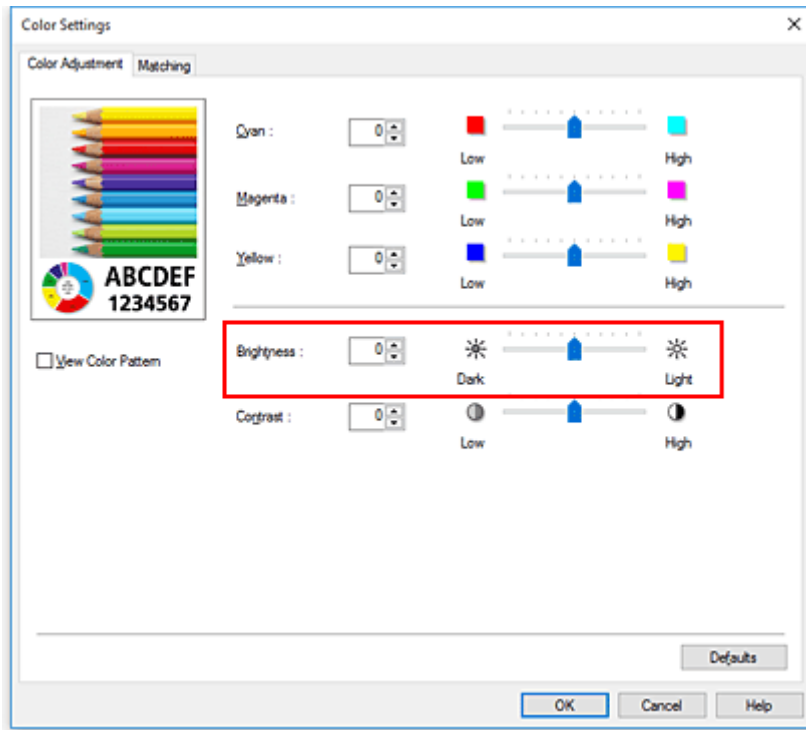 Color Settings
Color Adjustment Matching
ABCDEF
1234567
View Color Pattern
Cyan : 0
Low High
Magenta : 0
Low High
Yellow : 0
Low High
Brightness : 0
Dark Light
Contrast : 0
Low High
Defaults
OK Cancel Help